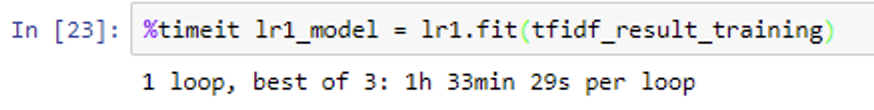 In [23]: %timeit lr1_model = lr1.fit(tfidf_result_training)
1 loop, best of 3: 1h 33min 29s per loop